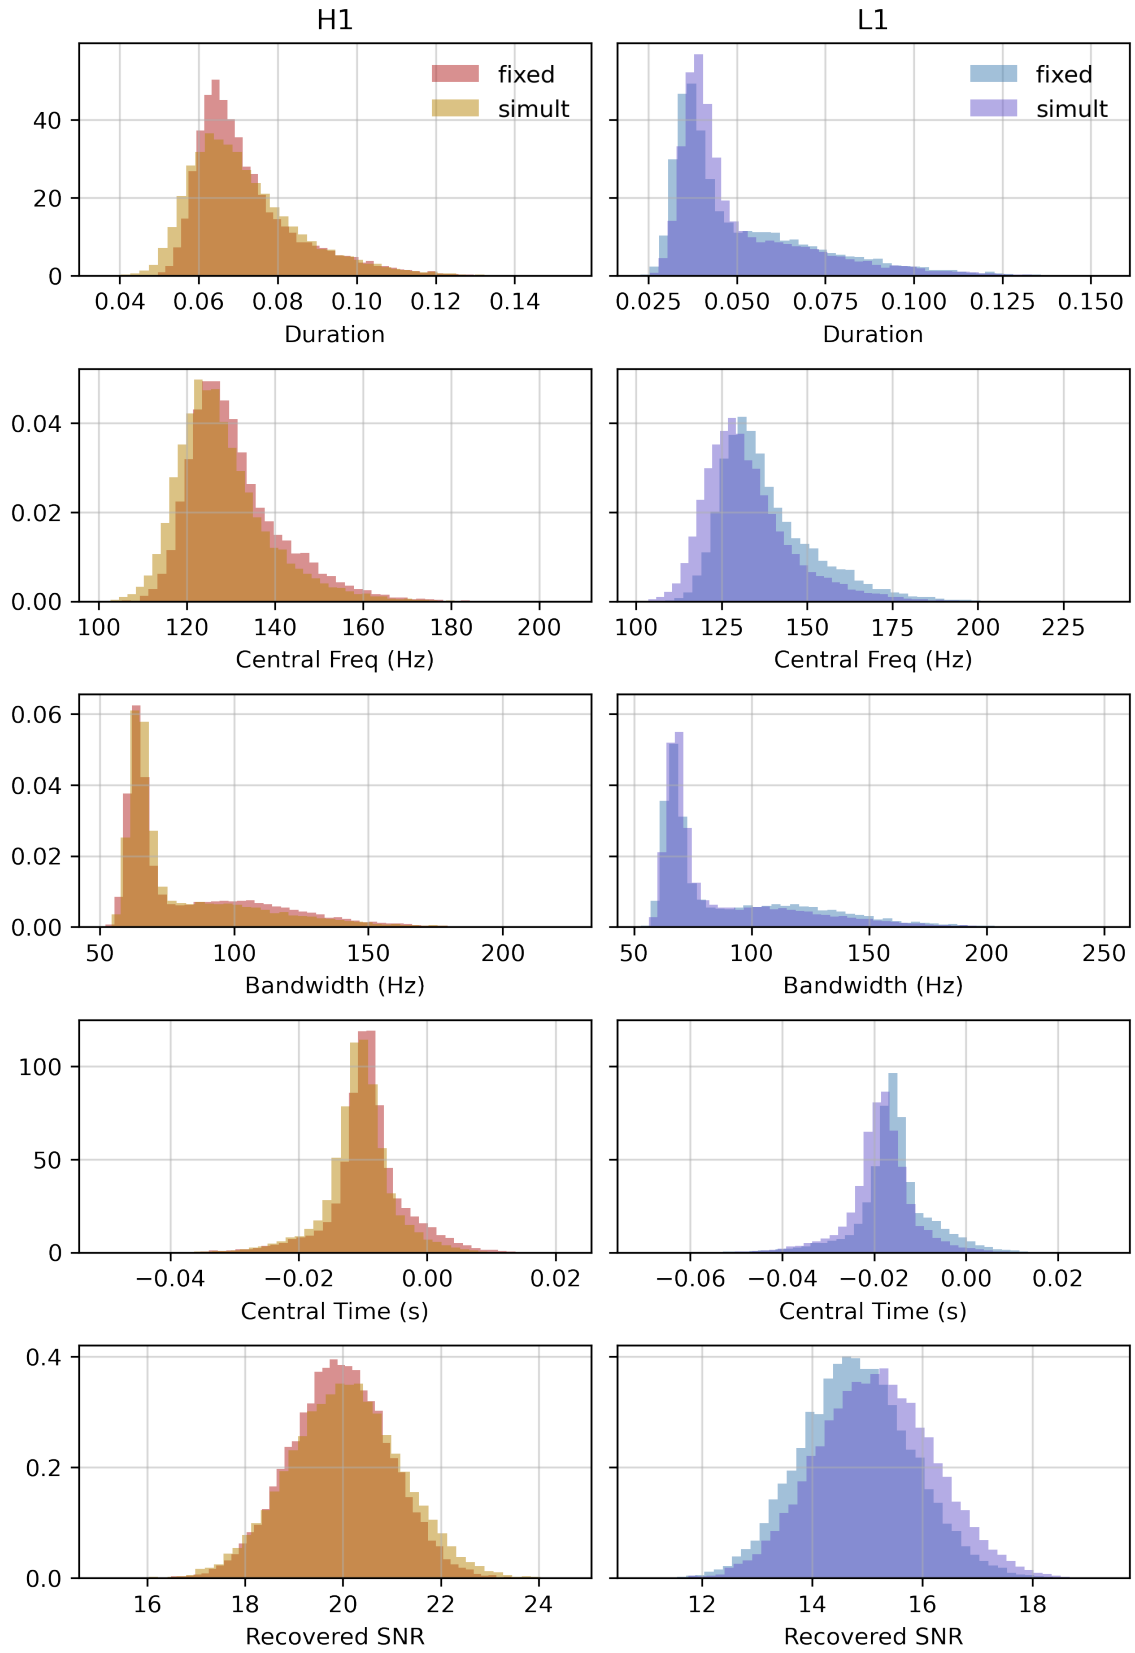 H1 L1
fixed
simult
fixed
simult
0 20 40
0.04 0.06 0.08 0.10 0.12 0.14
Duration
0.025 0.050 0.075 0.100 0.125 0.150
Duration
0.00 0.02 0.04
100 120 140 160 180 200
Central Freq (Hz)
100 125 150 175 200 225
Central Freq (Hz)
0.00 0.02 0.04 0.06
50 100 150 200
Bandwidth (Hz)
50 100 150 200 250
Bandwidth (Hz)
0 50 100
−0.04 −0.02 0.00 0.02
Central Time (s)
−0.06 −0.04 −0.02 0.00 0.02
Central Time (s)
0.0 0.2 0.4
16 18 20 22 24
Recovered SNR
12 14 16 18
Recovered SNR